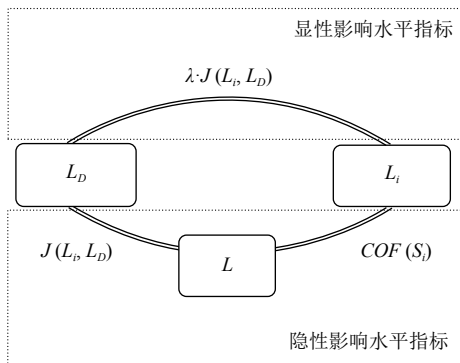 显性影响水平指标
λ·J (Li, LD)
LD
Li
J (Li, LD)
L
COF (Si)
隐性影响水平指标